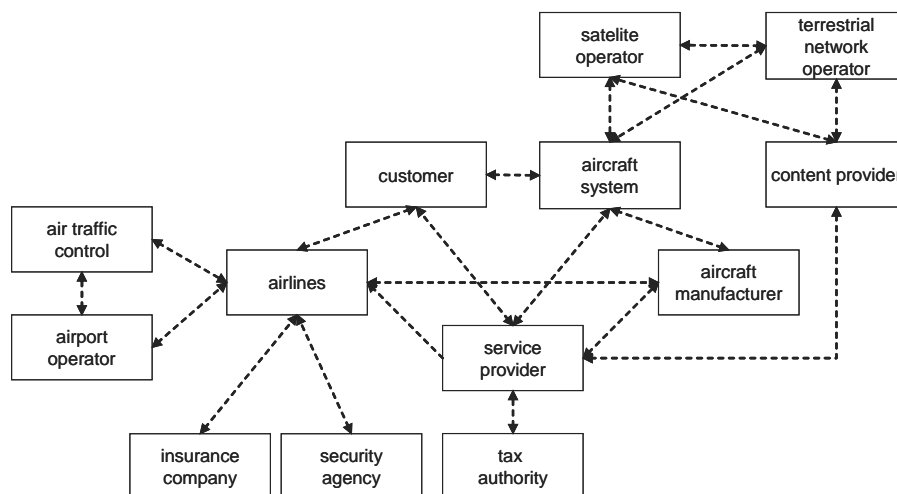 satelite
operator
terrestrial
network
operator
customer
aircraft
system
content provider
air traffic
control
airlines
aircraft
manufacturer
airport
operator
service
provider
insurance
company
security
agency
tax
authority